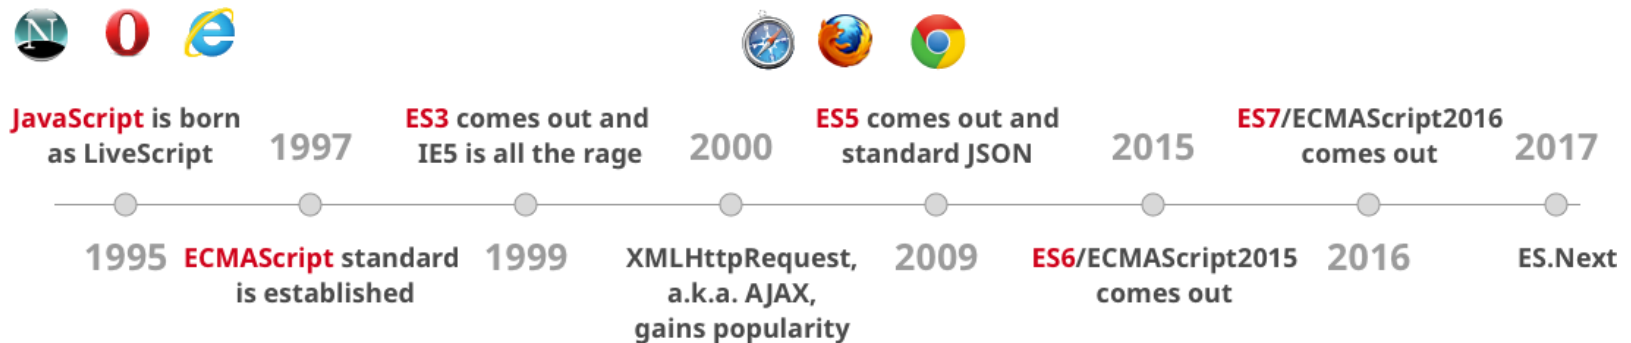 JavaScript is born
as LiveScript
1995
1997
ECMAScript standard
is established
ES3 comes out and
IE5 is all the rage
1999
2000
XMLHttpRequest,
a.k.a. AJAX,
gains popularity
ES5 comes out and
standard JSON
2009
2015
ES6/ECMAScript2015
comes out
ES7/ECMAScript2016
comes out
2016
2017
ES.Next